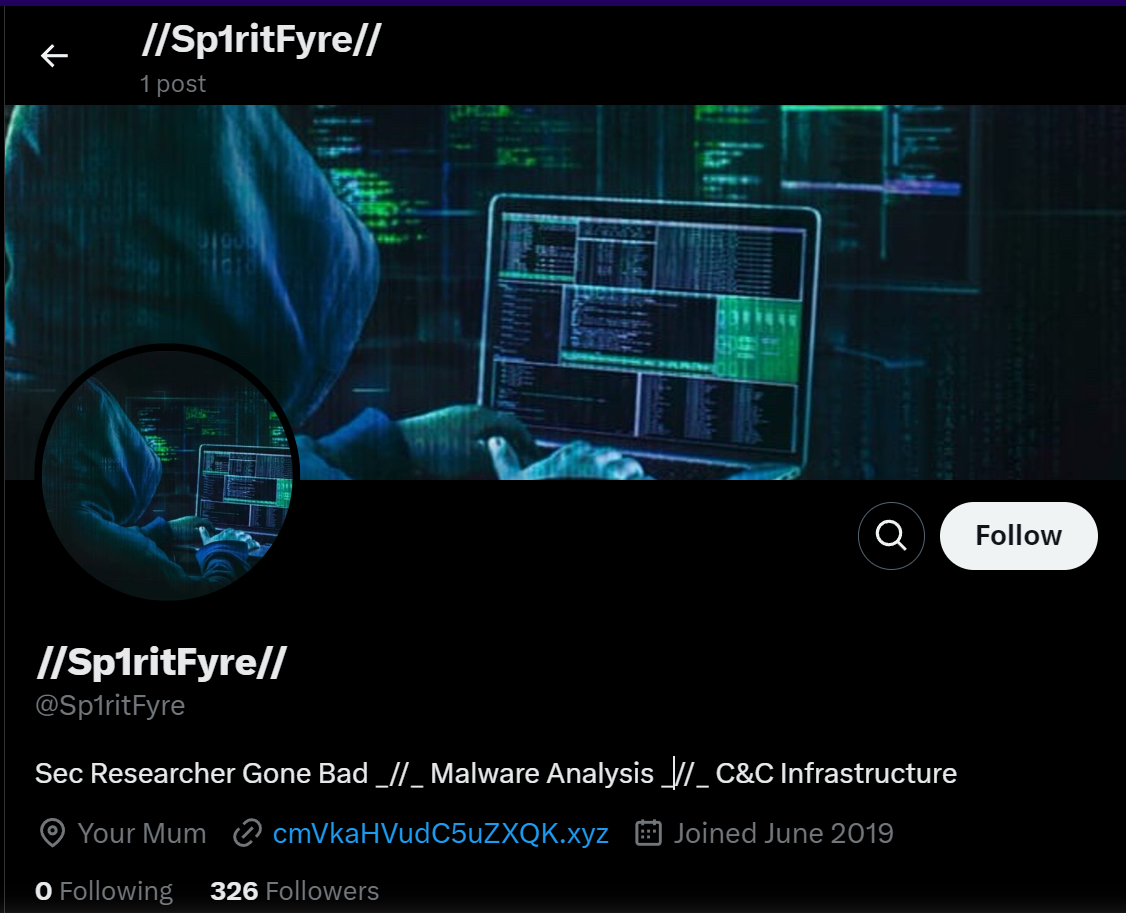 //Sp1ritFyre//
1 post
Follow
//Sp1ritFyre//
@Sp1ritFyre
Sec Researcher Gone Bad _//_ Malware Analysis _//_ C&C Infrastructure
Your Mum cmVkaHVudC5uZXQK.xyz Joined June 2019
0 Following 326 Followers